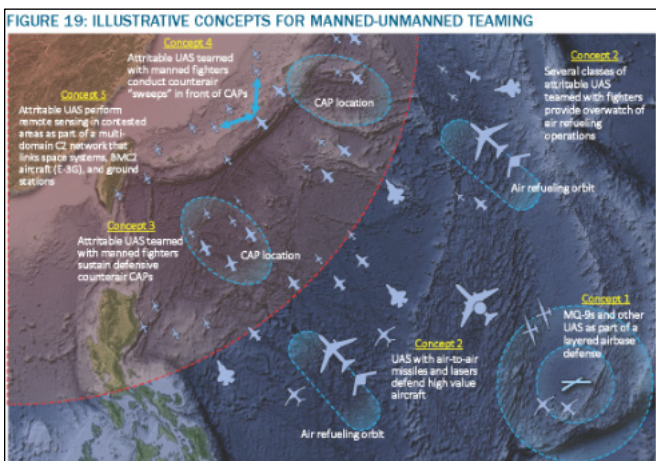 FIGURE 19: ILLUSTRATIVE CONCEPTS FOR MANNED-UNMANNED TEAMING
Concept 4
Attritable UAS teamed
with manned fighters
conduct counterair
"sweeps" in front of CAPs
CAP location
Concept 2
Several classes of
attritable UAS
teamed with fighters
provide overwatch of
air refueling
operations
Concept 5
Attritable UAS perform
remote sensing in contested
areas as part of a multi-
domain C2 network that
links space systems, BMC2
aircraft (E-3G), and ground
stations
Air refueling orbit
Concept 3
Attritable UAS teamed
with manned fighters
sustain defensive
counterair CAPs
CAP location
Concept 1
MQ-9s and other
UAS as part of a
layered airbase
defense
Concept 2
UAS with air-to-air
missiles and lasers
defend high value
aircraft
Air refueling orbit